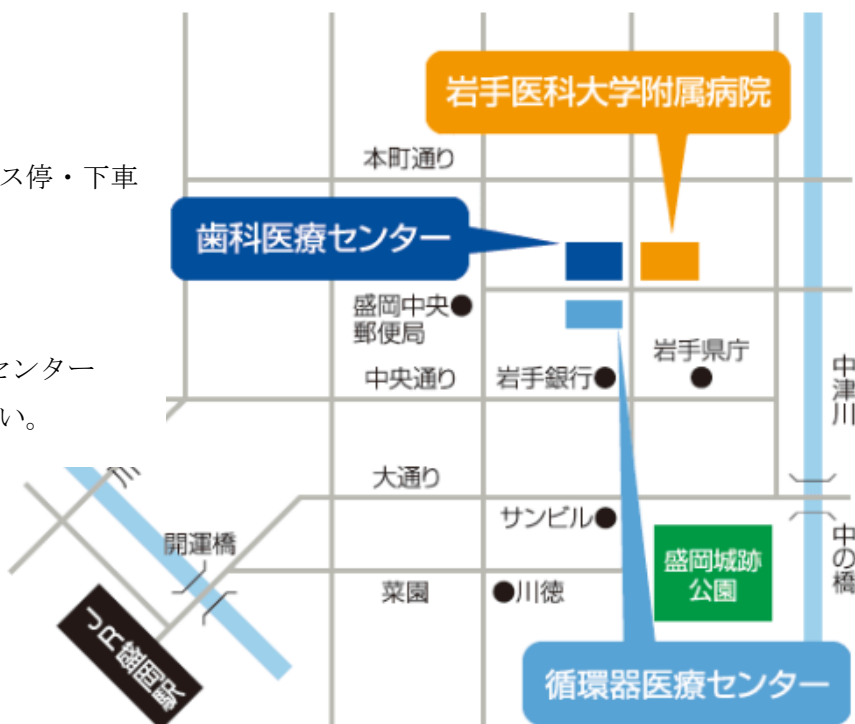 岩手医科大学附属病院
本町通り
ス停・下車
歯科医療センター
盛岡中央
郵便局
岩手県庁
センター
中央通り
岩手銀行
中津川
い。
大通り
サンビル
開運橋
中の橋
盛岡城跡
公園
菜園
川徳
JR盛岡駅
循環器医療センター